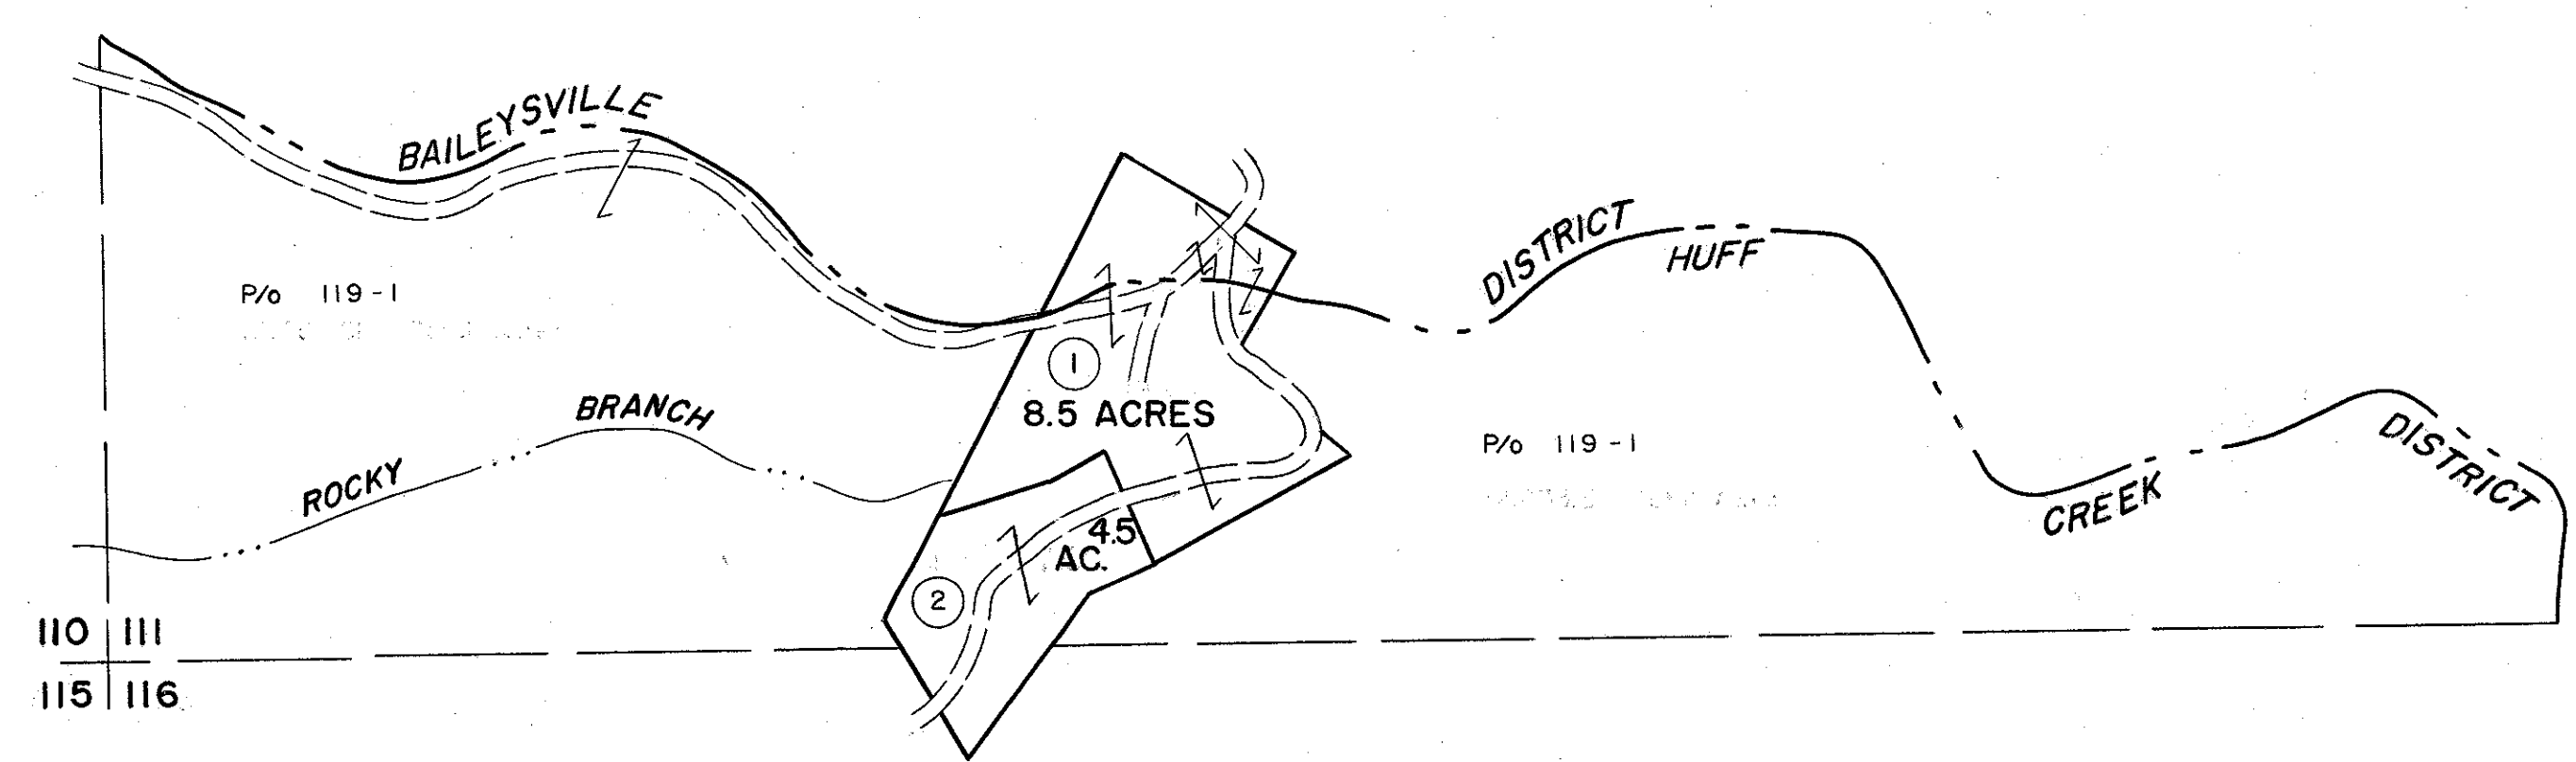 BAILEYSVILLE DISTRICT
HUFF CREEK DISTRICT
P/o 119-1
1
8.5 ACRES
BRANCH
ROCKY
P/o 119-1
4.5
AC.
2
110 111
115 116